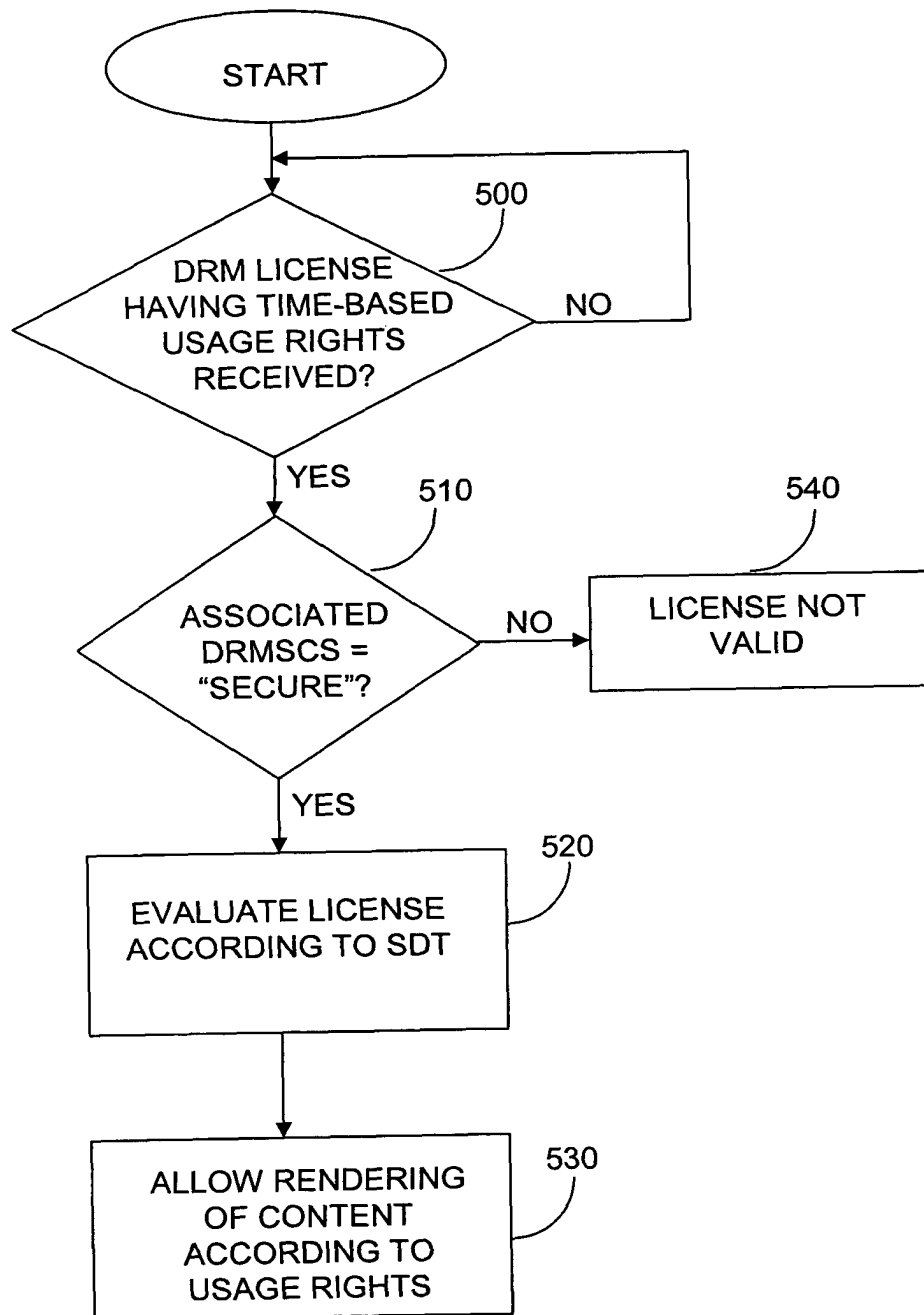 START
500
DRM LICENSE
HAVING TIME-BASED
USAGE RIGHTS
RECEIVED?
NO
YES
510
540
ASSOCIATED
DRMSCS =
“SECURE”?
NO
LICENSE NOT
VALID
YES
520
EVALUATE LICENSE
ACCORDING TO SDT
530
ALLOW RENDERING
OF CONTENT
ACCORDING TO
USAGE RIGHTS